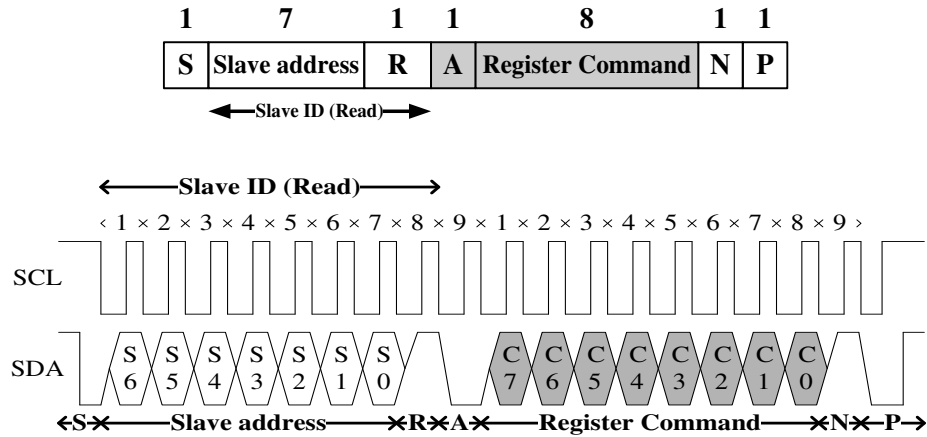 1 7 1 1 8 1 1
S Slave address R A Register Command N P
Slave ID (Read)
Slave ID (Read)
1 2 3 4 5 6 7 8 9 1 2 3 4 5 6 7 8 9
SCL
SDA
S S S S S S S C C C C C C C C
6 5 4 3 2 1 0 7 6 5 4 3 2 1 0
S Slave address R A Register Command N P